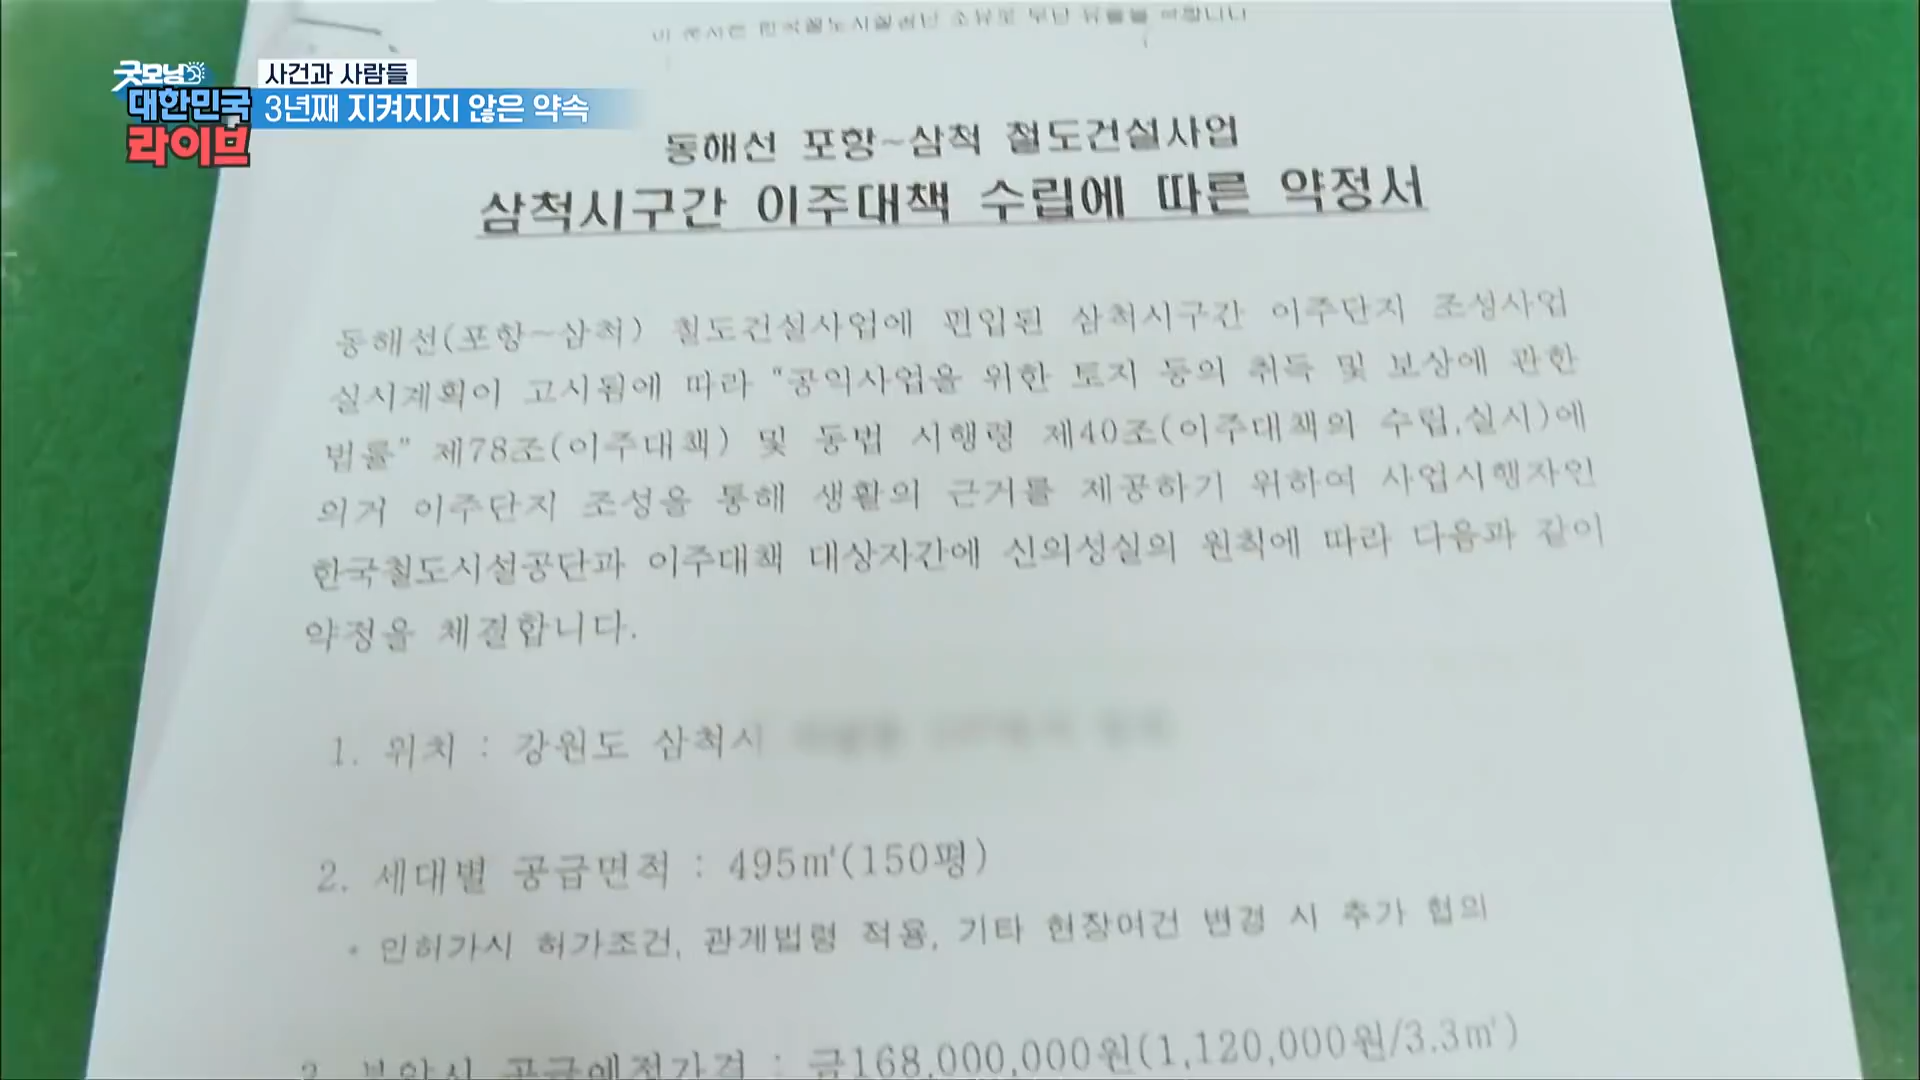 굿모닝
대한민국
라이브
사건과 사람들
3년째 지켜지지 않은 약속
동해선 포항~삼척 철도건설사업
삼척시구간 이주대책 수립에 따른 약정서
동해선(포항~삼척) 철도건설사업에 편입된 삼척시구간 이주단지 조성사업
실시계획이 고시됨에 따라 "공익사업을 위한 토지 등의 취득 및 보상에 관한
법률" 제78조(이주대책) 및 동법 시행령 제40조(이주대책의 수립,실시)에
의거 이주단지 조성을 통해 생활의 근거를 제공하기 위하여 사업시행자인
한국철도시설공단과 이주대책 대상자간에 신의성실의 원칙에 따라 다음과 같이
약정을 체결합니다.
1. 위치 : 강원도 삼척시
2. 세대별 공급면적 : 495㎡(150평)
* 인허가시 허가조건, 관계법령 적용, 기타 현장여건 변경 시 추가 협의
공급예정가격 : 금168,000,000원(1,120,000원/3.3㎡)